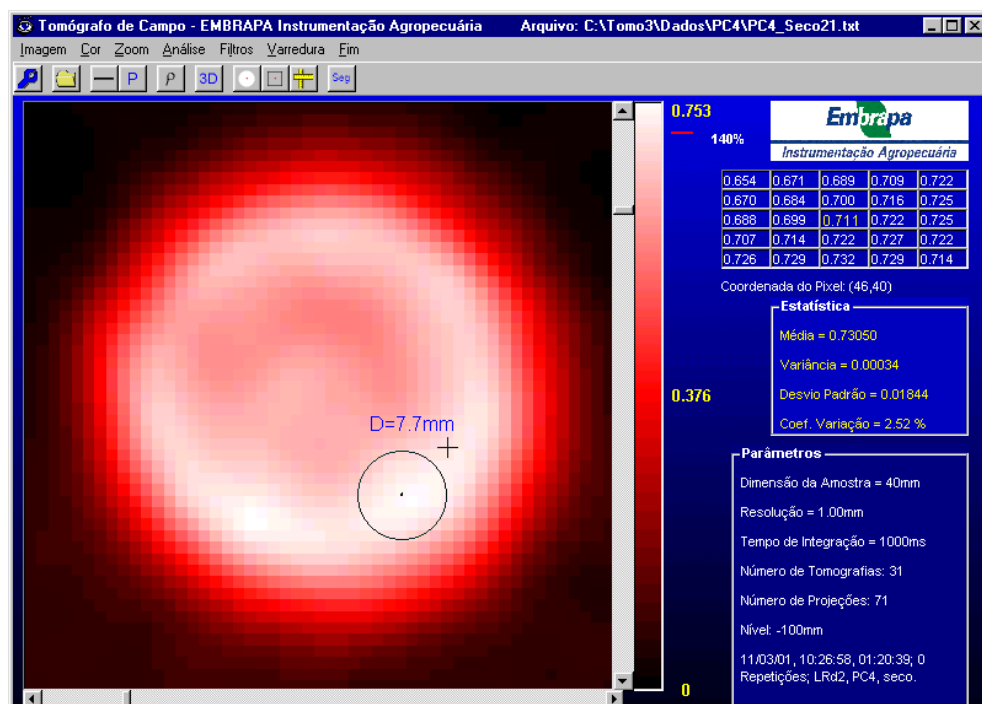 Tomógrafo de Campo - EMBRAPA Instrumentação Agropecuária Arquivo: C:\Tomo3\Dados\PC4\PC4_Seco21.txt
Imagem Cor Zoom Análise Filtros Varredura Fim
P ρ 3D Sep
0.753
140%
Embrapa
Instrumentação Agropecuária
0.654 0.671 0.689 0.709 0.722
0.670 0.684 0.700 0.716 0.725
0.688 0.699 0.711 0.722 0.725
0.707 0.714 0.722 0.727 0.722
0.726 0.729 0.732 0.729 0.714
Coordenada do Pixel: (46,40)
Estatística
Média = 0.73050
Variância = 0.00034
Desvio Padrão = 0.01844
Coef. Variação = 2.52 %
0.376
D=7.7mm
Parâmetros
Dimensão da Amostra = 40mm
Resolução = 1.00mm
Tempo de Integração = 1000ms
Número de Tomografias: 31
Número de Projeções: 71
Nível: -100mm
11/03/01, 10:26:58, 01:20:39; 0
Repetições; LRd2, PC4, seco.
0